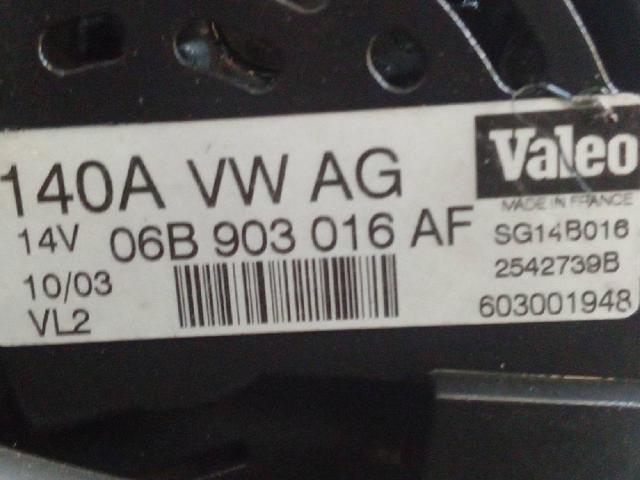 140A VW AG
14V 06B 903 016 AF
10/03
VL2
Valeo
MADE IN FRANCE
SG14B016
2542739B
603001948